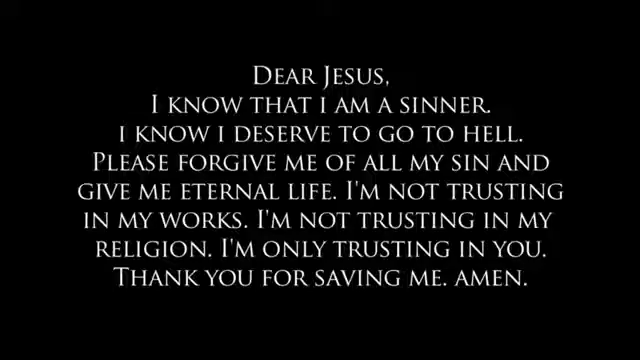 Dear Jesus,
I know that i am a sinner.
i know i deserve to go to hell.
Please forgive me of all my sin and
give me eternal life. I'm not trusting
in my works. I'm not trusting in my
religion. I'm only trusting in you.
Thank you for saving me. amen.